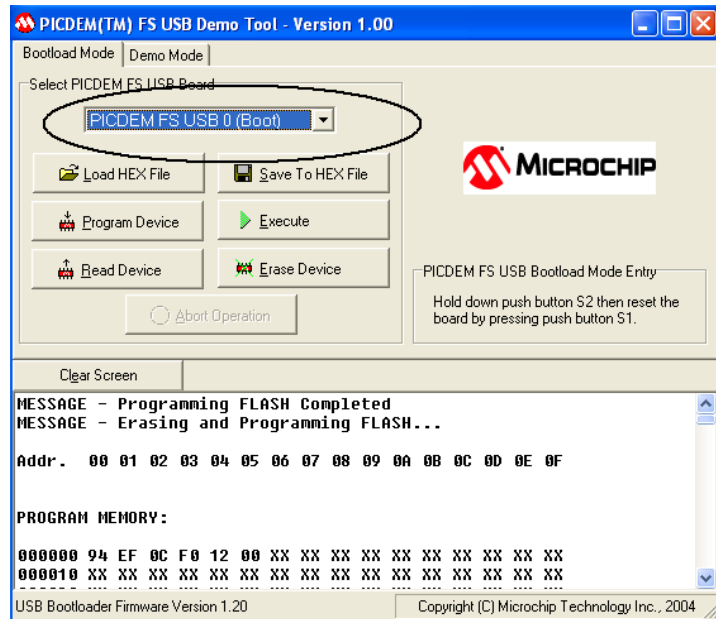 PICDEM(TM) FS USB Demo Tool - Version 1.00
Bootload Mode
Demo Mode
Select PICDEM FS USB Board
PICDEM FS USB 0 (Boot)
Load HEX File
Save To HEX File
Program Device
Execute
Read Device
Erase Device
Abort Operation
MICROCHIP
PICDEM FS USB Bootload Mode Entry
Hold down push button S2 then reset the
board by pressing push button S1.
Clear Screen
MESSAGE - Programming FLASH Completed
MESSAGE - Erasing and Programming FLASH...
Addr. 00 01 02 03 04 05 06 07 08 09 0A 0B 0C 0D 0E 0F
PROGRAM MEMORY:
000000 94 EF 0C F0 12 00 XX XX XX XX XX XX XX XX XX XX
000010 XX XX XX XX XX XX XX XX XX XX XX XX XX XX XX XX
USB Bootloader Firmware Version 1.20
Copyright (C) Microchip Technology Inc., 2004